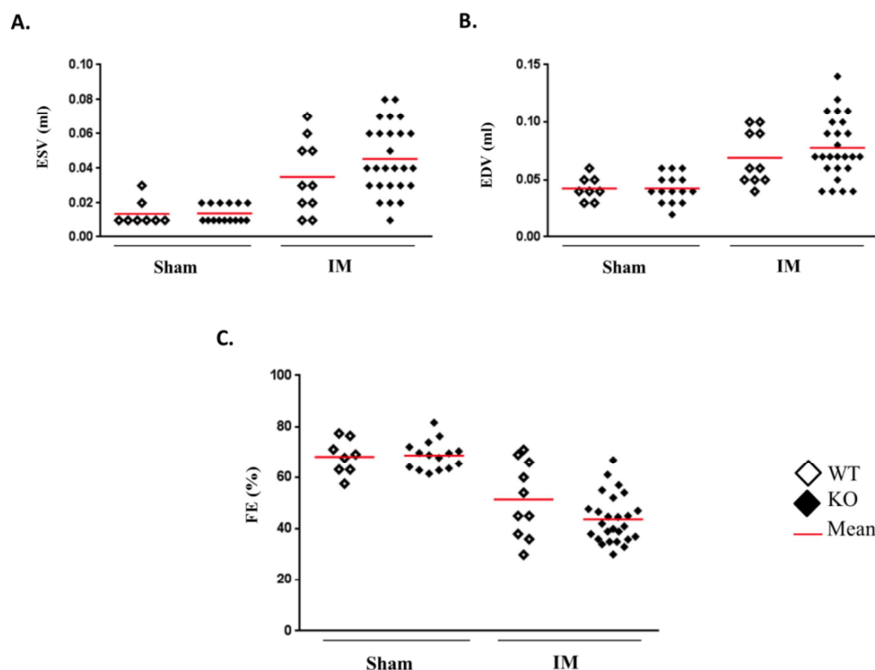 A.
ESV (ml)
0.10
0.08
0.06
0.04
0.02
0.00
Sham IM
B.
EDV (ml)
0.15
0.10
0.05
0.00
Sham IM
C.
FE (%)
100
80
60
40
20
0
Sham IM
WT
KO
Mean